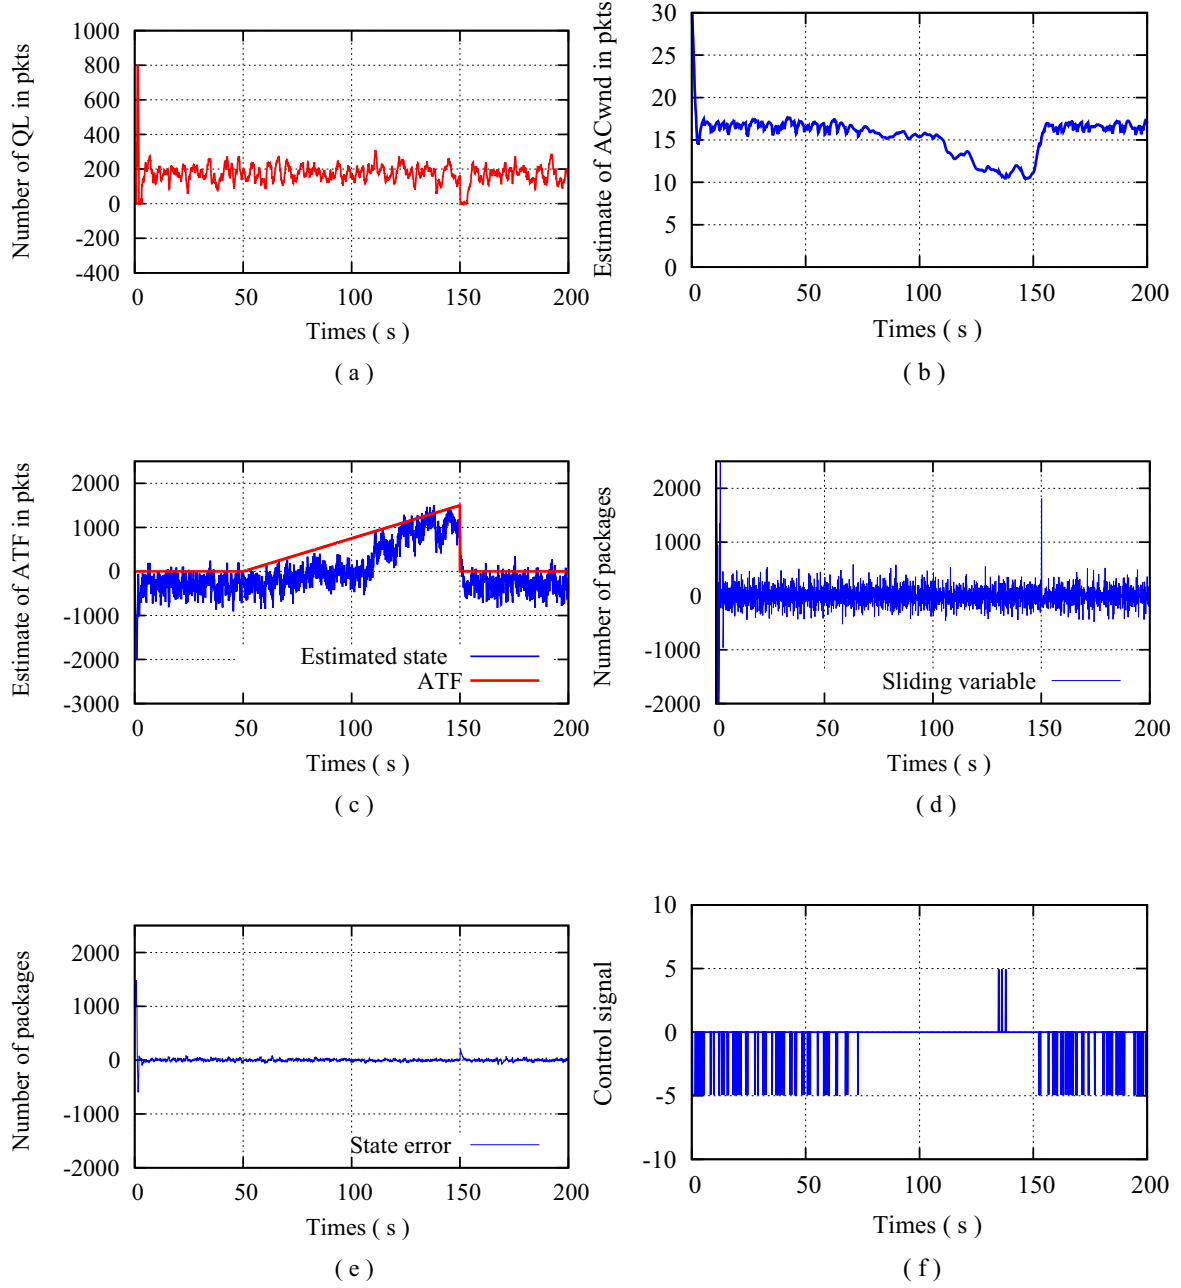 Number of QL in pkts
1000
800
600
400
200
0
-200
-400
0 50 100 150 200
Times ( s )
( a )
Estimate of ACwnd in pkts
30
25
20
15
10
5
0
0 50 100 150 200
Times ( s )
( b )
Estimate of ATF in pkts
2000
1000
0
-1000
-2000
-3000
Estimated state
ATF
0 50 100 150 200
Times ( s )
( c )
Number of packages
2000
1000
0
-1000
-2000
Sliding variable
0 50 100 150 200
Times ( s )
( d )
Number of packages
2000
1000
0
-1000
-2000
State error
0 50 100 150 200
Times ( s )
( e )
Control signal
10
5
0
-5
-10
0 50 100 150 200
Times ( s )
( f )